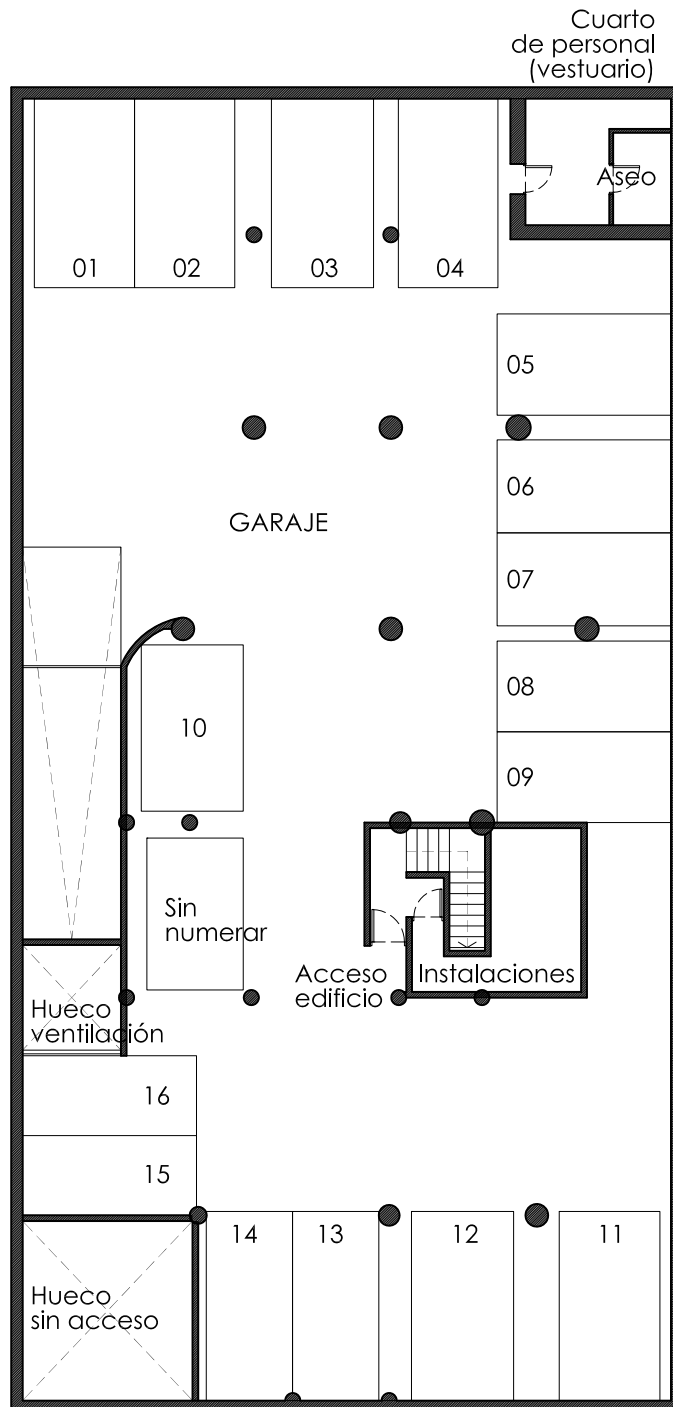 Cuarto
de personal
(vestuario)
Aseo
01
02
03
04
05
06
GARAJE
07
08
10
09
Sin
numerar
Acceso
edificio
Instalaciones
Hueco
ventilación
16
15
14
13
12
11
Hueco
sin acceso